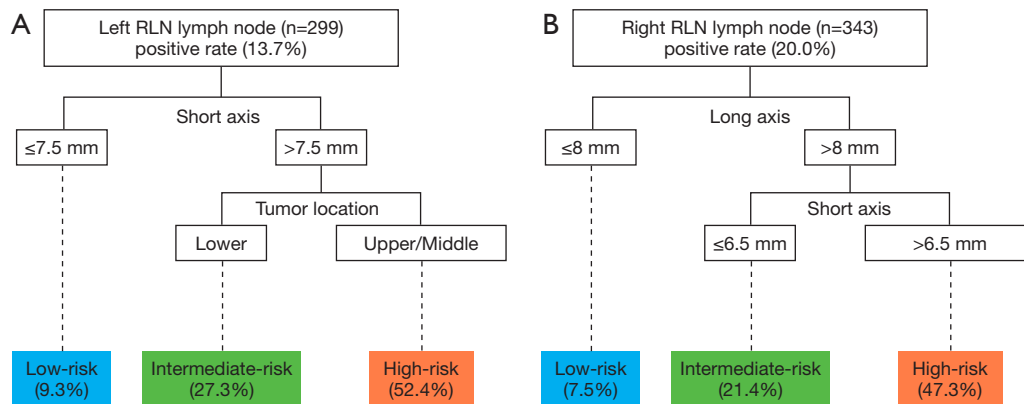 A
Left RLN lymph node (n=299)
positive rate (13.7%)
Short axis
≤7.5 mm
>7.5 mm
Tumor location
Lower
Upper/Middle
Low-risk
(9.3%)
Intermediate-risk
(27.3%)
High-risk
(52.4%)
B
Right RLN lymph node (n=343)
positive rate (20.0%)
Long axis
≤8 mm
>8 mm
Short axis
≤6.5 mm
>6.5 mm
Low-risk
(7.5%)
Intermediate-risk
(21.4%)
High-risk
(47.3%)